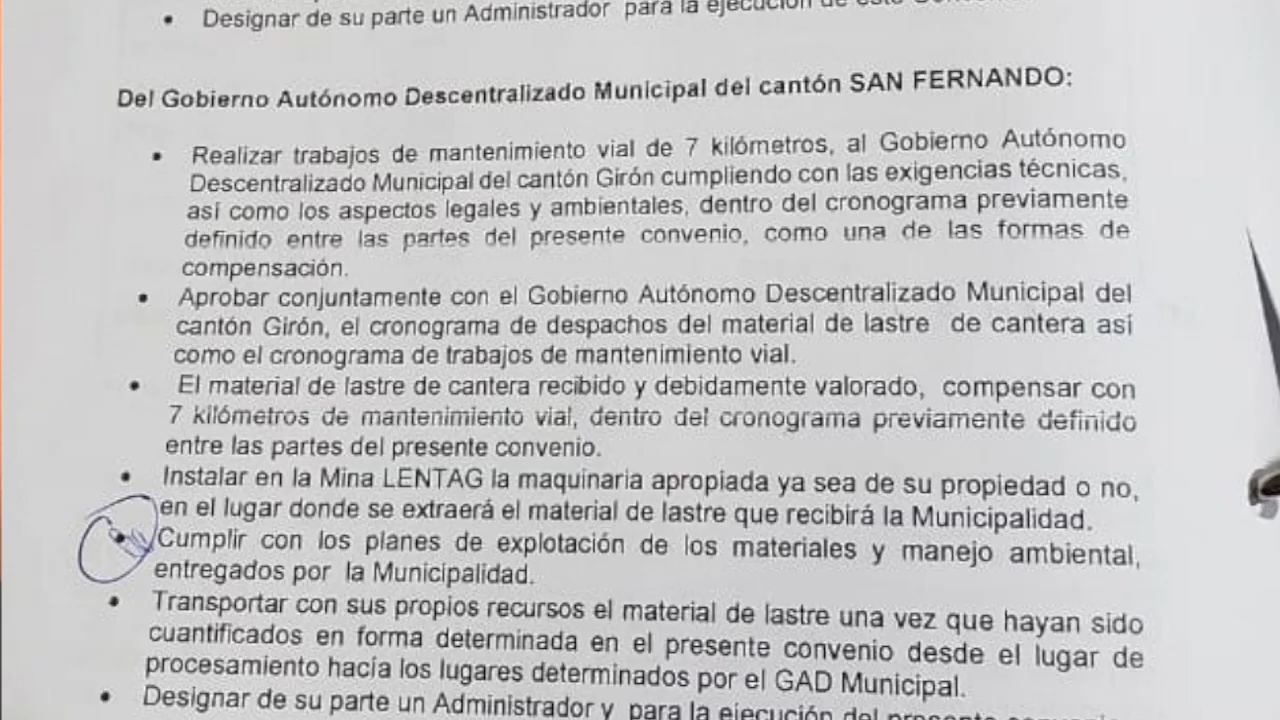 • Designar de su parte un Administrador para la ejecución de este
Del Gobierno Autónomo Descentralizado Municipal del cantón SAN FERNANDO:
• Realizar trabajos de mantenimiento vial de 7 kilómetros, al Gobierno Autónomo
Descentralizado Municipal del cantón Girón cumpliendo con las exigencias técnicas,
así como los aspectos legales y ambientales, dentro del cronograma previamente
definido entre las partes del presente convenio, como una de las formas de
compensación.
• Aprobar conjuntamente con el Gobierno Autónomo Descentralizado Municipal del
cantón Girón, el cronograma de despachos del material de lastre de cantera así
como el cronograma de trabajos de mantenimiento vial.
• El material de lastre de cantera recibido y debidamente valorado, compensar con
7 kilómetros de mantenimiento vial, dentro del cronograma previamente definido
entre las partes del presente convenio.
• Instalar en la Mina LENTAG la maquinaria apropiada ya sea de su propiedad o no,
en el lugar donde se extraerá el material de lastre que recibirá la Municipalidad.
• Cumplir con los planes de explotación de los materiales y manejo ambiental,
entregados por la Municipalidad.
• Transportar con sus propios recursos el material de lastre una vez que hayan sido
cuantificados en forma determinada en el presente convenio desde el lugar de
procesamiento hacía los lugares determinados por el GAD Municipal.
• Designar de su parte un Administrador y para la ejecución del presente convenio